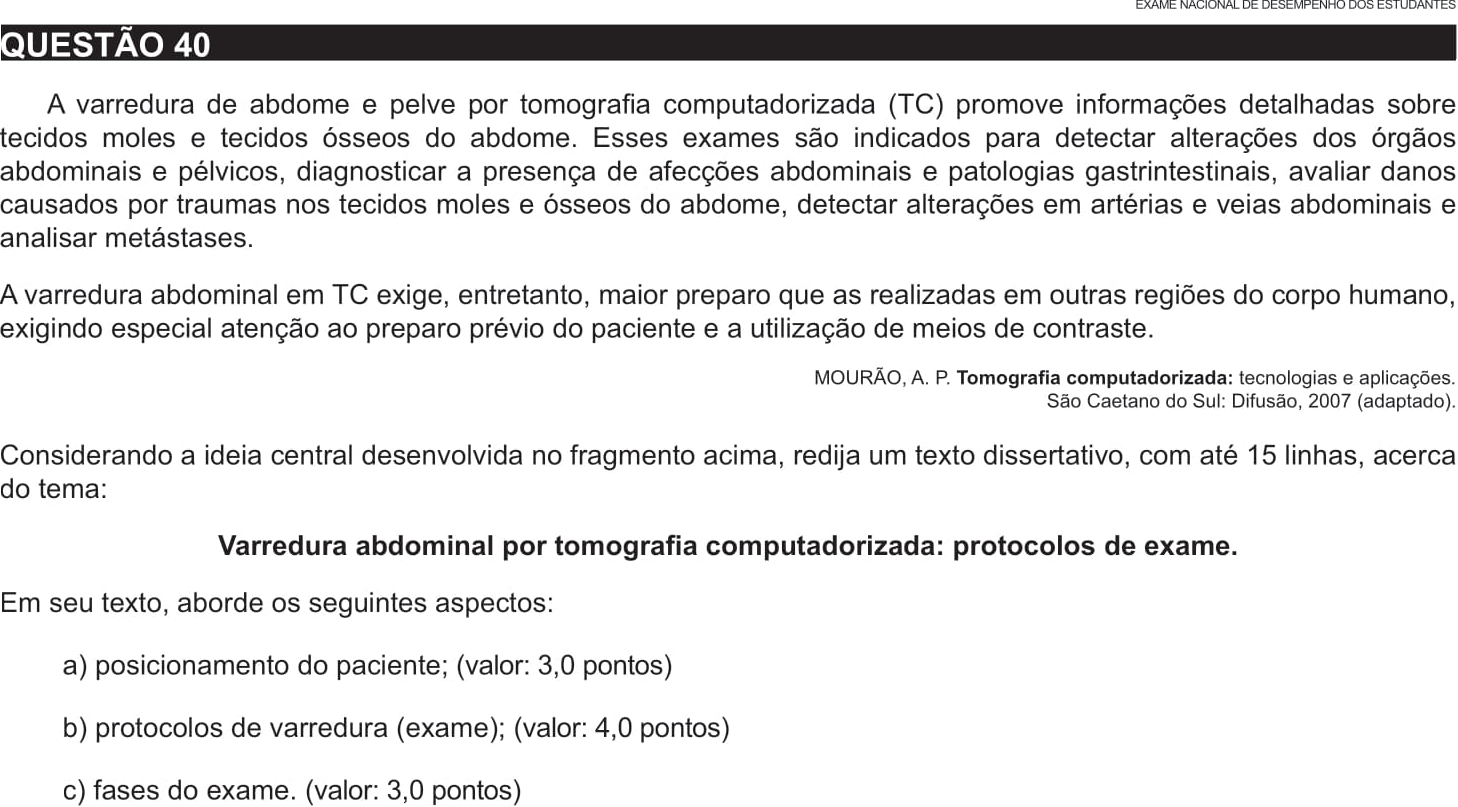 EXAME NACIONAL DE DESEMPENHO DOS ESTUDANTES
QUESTÃO 40
A varredura de abdome e pelve por tomografia computadorizada (TC) promove informações detalhadas sobre
tecidos moles e tecidos ósseos do abdome. Esses exames são indicados para detectar alterações dos órgãos
abdominais e pélvicos, diagnosticar a presença de afecções abdominais e patologias gastrintestinais, avaliar danos
causados por traumas nos tecidos moles e ósseos do abdome, detectar alterações em artérias e veias abdominais e
analisar metástases.
A varredura abdominal em TC exige, entretanto, maior preparo que as realizadas em outras regiões do corpo humano,
exigindo especial atenção ao preparo prévio do paciente e a utilização de meios de contraste.
MOURÃO, A. P. Tomografia computadorizada: tecnologias e aplicações.
São Caetano do Sul: Difusão, 2007 (adaptado).
Considerando a ideia central desenvolvida no fragmento acima, redija um texto dissertativo, com até 15 linhas, acerca
do tema:
Varredura abdominal por tomografia computadorizada: protocolos de exame.
Em seu texto, aborde os seguintes aspectos:
a) posicionamento do paciente; (valor: 3,0 pontos)
b) protocolos de varredura (exame); (valor: 4,0 pontos)
c) fases do exame. (valor: 3,0 pontos)